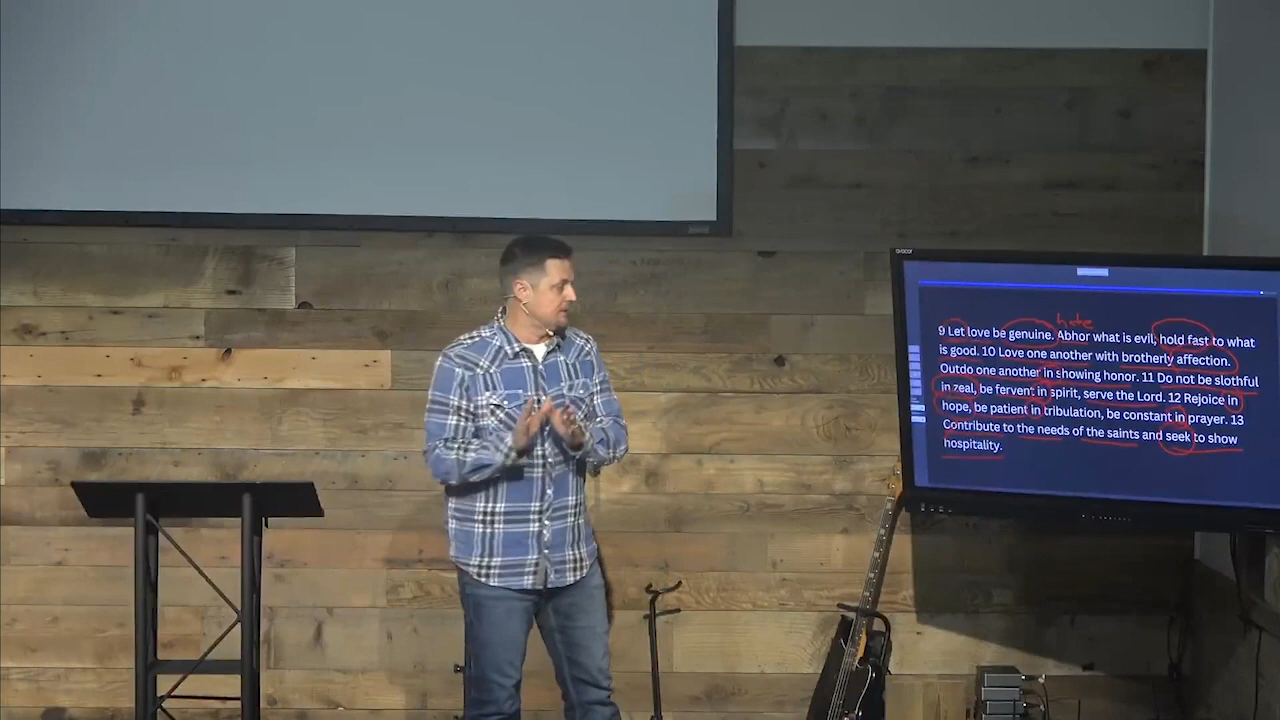 avocor
hate
9 Let love be genuine. Abhor what is evil, hold fast to what
is good. 10 Love one another with brotherly affection.
Outdo one another in showing honor. 11 Do not be slothful
in zeal, be fervent in spirit, serve the Lord. 12 Rejoice in
hope, be patient in tribulation, be constant in prayer. 13
Contribute to the needs of the saints and seek to show
hospitality.